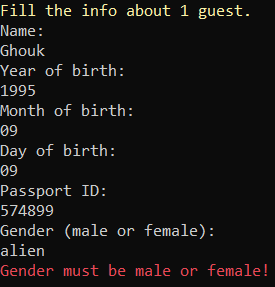 Fill the info about 1 guest.
Name:
Ghouk
Year of birth:
1995
Month of birth:
09
Day of birth:
09
Passport ID:
574899
Gender (male or female):
alien
Gender must be male or female!